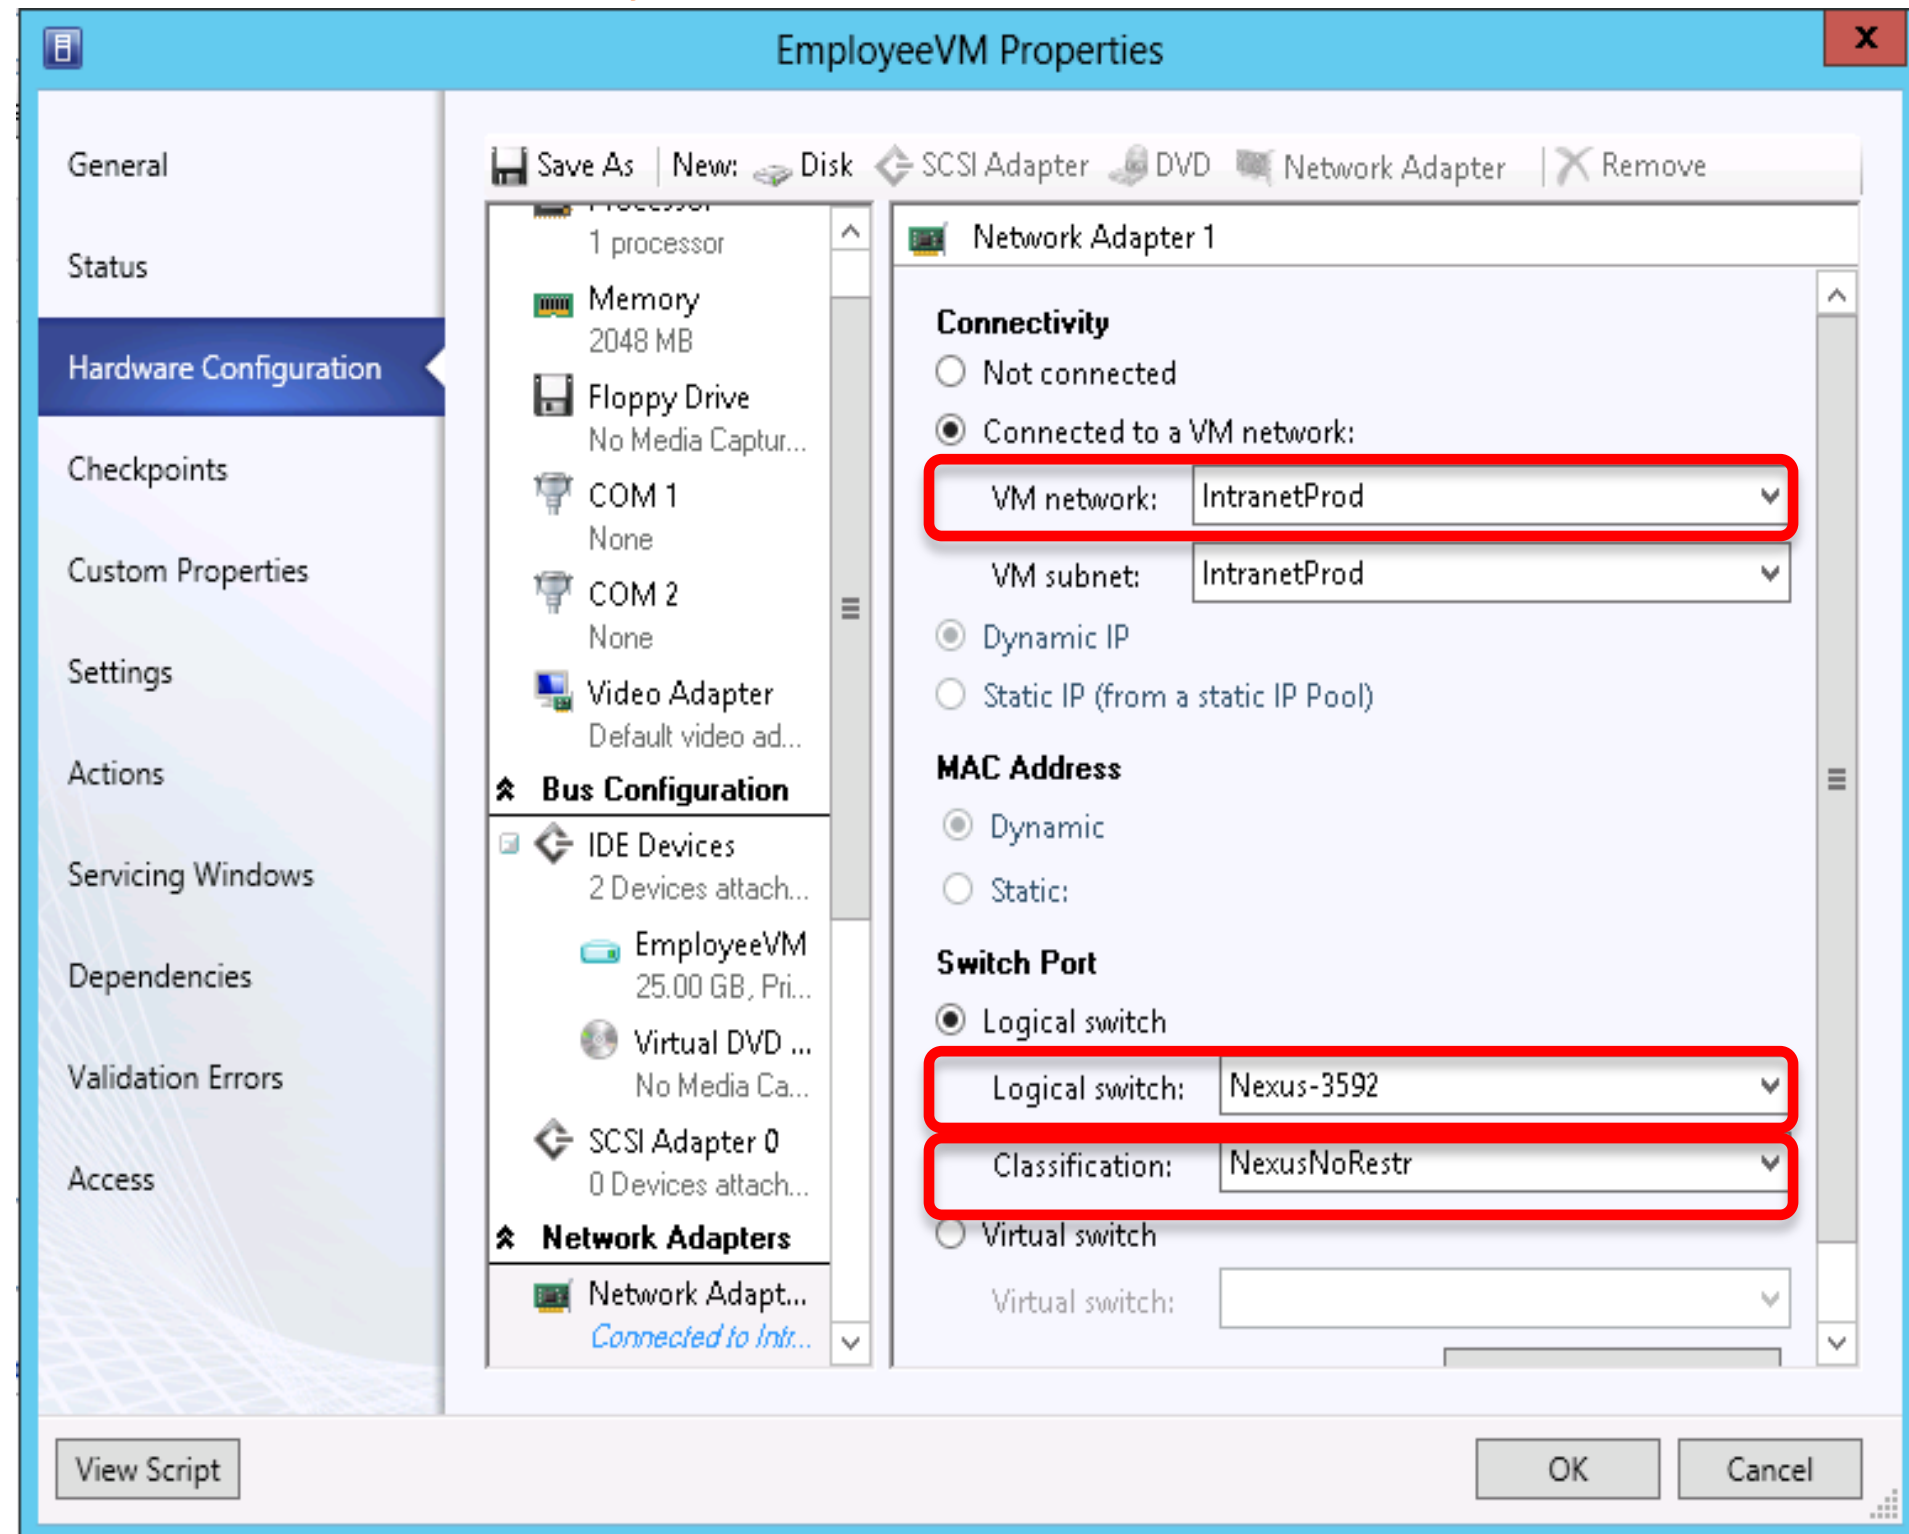 EmployeeVM Properties
x
General
Status
Hardware Configuration
Checkpoints
Custom Properties
Settings
Actions
Servicing Windows
Dependencies
Validation Errors
Access
Save As New: Disk SCSI Adapter DVD Network Adapter Remove
Processor
1 processor
Memory
2048 MB
Floppy Drive
No Media Captur...
COM 1
None
COM 2
None
Video Adapter
Default video ad...
Bus Configuration
IDE Devices
2 Devices attach...
EmployeeVM
25.00 GB, Pri...
Virtual DVD ...
No Media Ca...
SCSI Adapter 0
0 Devices attach...
Network Adapters
Network Adapt...
Connected to Intr...
Network Adapter 1
Connectivity
Not connected
Connected to a VM network:
VM network: IntranetProd
VM subnet: IntranetProd
Dynamic IP
Static IP (from a static IP Pool)
MAC Address
Dynamic
Static:
Switch Port
Logical switch
Logical switch: Nexus-3592
Classification: NexusNoRestr
Virtual switch
Virtual switch:
View Script
OK
Cancel